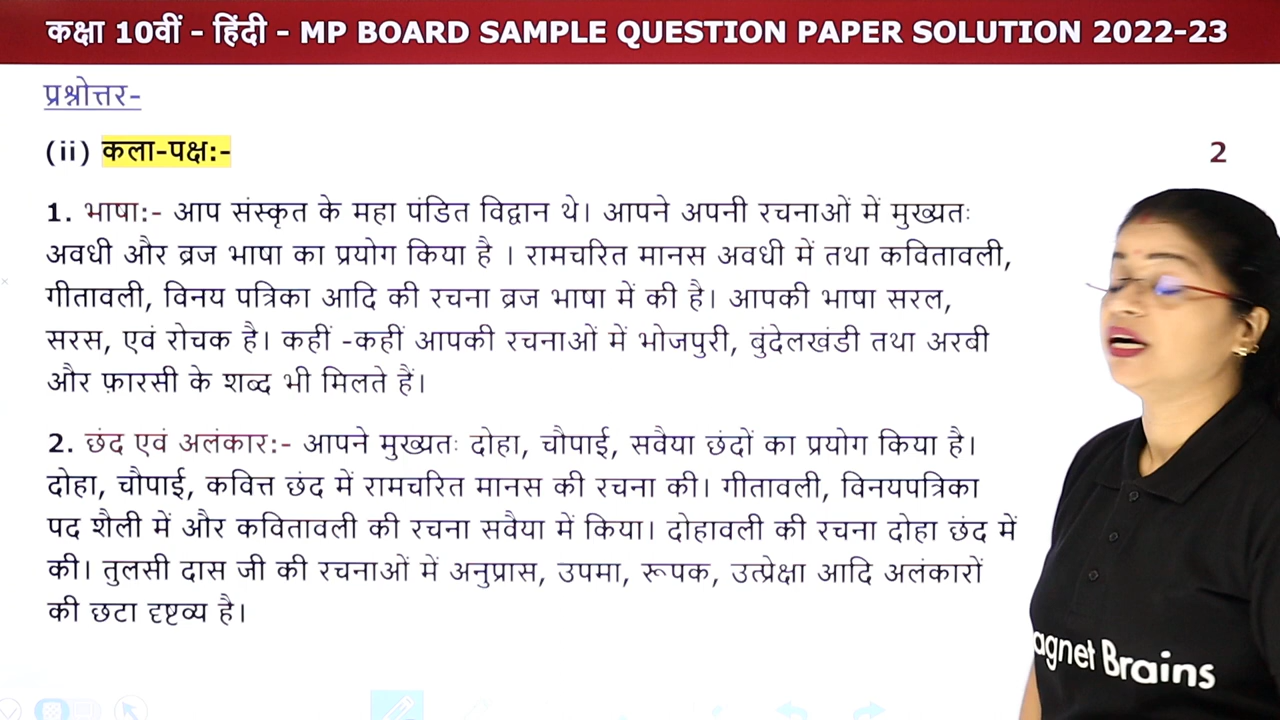 कक्षा 10वीं - हिंदी - MP BOARD SAMPLE QUESTION PAPER SOLUTION 2022-23
प्रश्नोत्तर-
(ii) कला-पक्ष:- 2
1. भाषा:- आप संस्कृत के महा पंडित विद्वान थे। आपने अपनी रचनाओं में मुख्यतः
अवधी और व्रज भाषा का प्रयोग किया है । रामचरित मानस अवधी में तथा कवितावली,
गीतावली, विनय पत्रिका आदि की रचना व्रज भाषा में की है। आपकी भाषा सरल,
सरस, एवं रोचक है। कहीं -कहीं आपकी रचनाओं में भोजपुरी, बुंदेलखंडी तथा अरबी
और फ़ारसी के शब्द भी मिलते हैं।
2. छंद एवं अलंकार:- आपने मुख्यतः दोहा, चौपाई, सवैया छंदों का प्रयोग किया है।
दोहा, चौपाई, कवित्त छंद में रामचरित मानस की रचना की। गीतावली, विनयपत्रिका
पद शैली में और कवितावली की रचना सवैया में किया। दोहावली की रचना दोहा छंद में
की। तुलसी दास जी की रचनाओं में अनुप्रास, उपमा, रूपक, उत्प्रेक्षा आदि अलंकारों
की छटा दृष्टव्य है।
agnet Brains